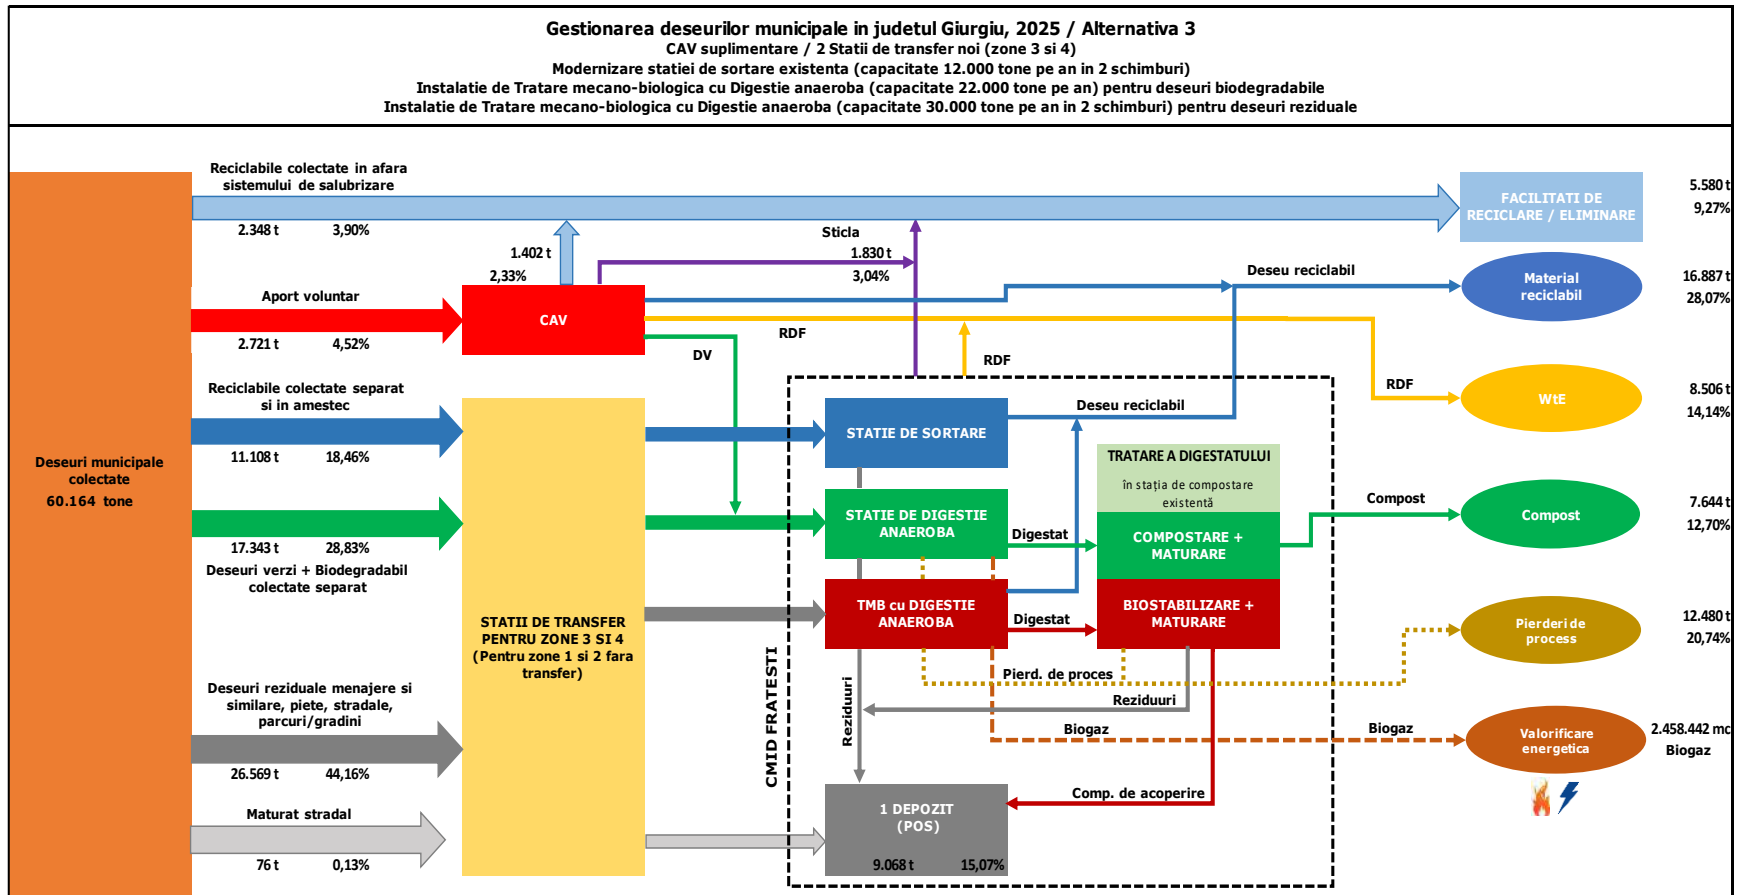 Gestionarea deseurilor municipale in judetul Giurgiu, 2025 / Alternativa 3
CAV suplimentare / 2 Statii de transfer noi (zone 3 si 4)
Modernizare statiei de sortare existenta (capacitate 12.000 tone pe an in 2 schimburi)
Instalatie de Tratare mecano-biologica cu Digestie anaeroba (capacitate 22.000 tone pe an) pentru deseuri biodegradabile
Instalatie de Tratare mecano-biologica cu Digestie anaeroba (capacitate 30.000 tone pe an in 2 schimburi) pentru deseuri reziduale
Deseuri municipale
colectate
60.164 tone
Reciclabile colectate in afara
sistemului de salubrizare
2.348 t 3,90%
Aport voluntar
2.721 t 4,52%
Reciclabile colectate separat
si in amestec
11.108 t 18,46%
17.343 t 28,83%
Deseuri verzi + Biodegradabil
colectate separat
Deseuri reziduale menajere si
similare, piete, stradale,
parcuri/gradini
26.569 t 44,16%
Maturat stradal
76 t 0,13%
1.402 t
2,33%
CAV
STATII DE TRANSFER
PENTRU ZONE 3 SI 4
(Pentru zone 1 si 2 fara
transfer)
Sticla
1.830 t
3,04%
RDF
DV
RDF
Deseu reciclabil
CMID FRATESTI
STATIE DE SORTARE
Deseu reciclabil
STATIE DE DIGESTIE
ANAEROBA
Digestat
TMB cu DIGESTIE
ANAEROBA
Digestat
TRATARE A DIGESTATULUI
în stația de compostare
existentă
COMPOSTARE +
MATURARE
BIOSTABILIZARE +
MATURARE
Pierd. de proces
Reziduuri
Reziduuri
Biogaz
Comp. de acoperire
1 DEPOZIT
(POS)
9.068 t 15,07%
FACILITATI DE
RECICLARE / ELIMINARE
5.580 t
9,27%
Material
reciclabil
16.887 t
28,07%
RDF
WtE
8.506 t
14,14%
Compost
Compost
7.644 t
12,70%
Pierderi de
process
12.480 t
20,74%
Biogaz
Valorificare
energetica
2.458.442 mc
Biogaz